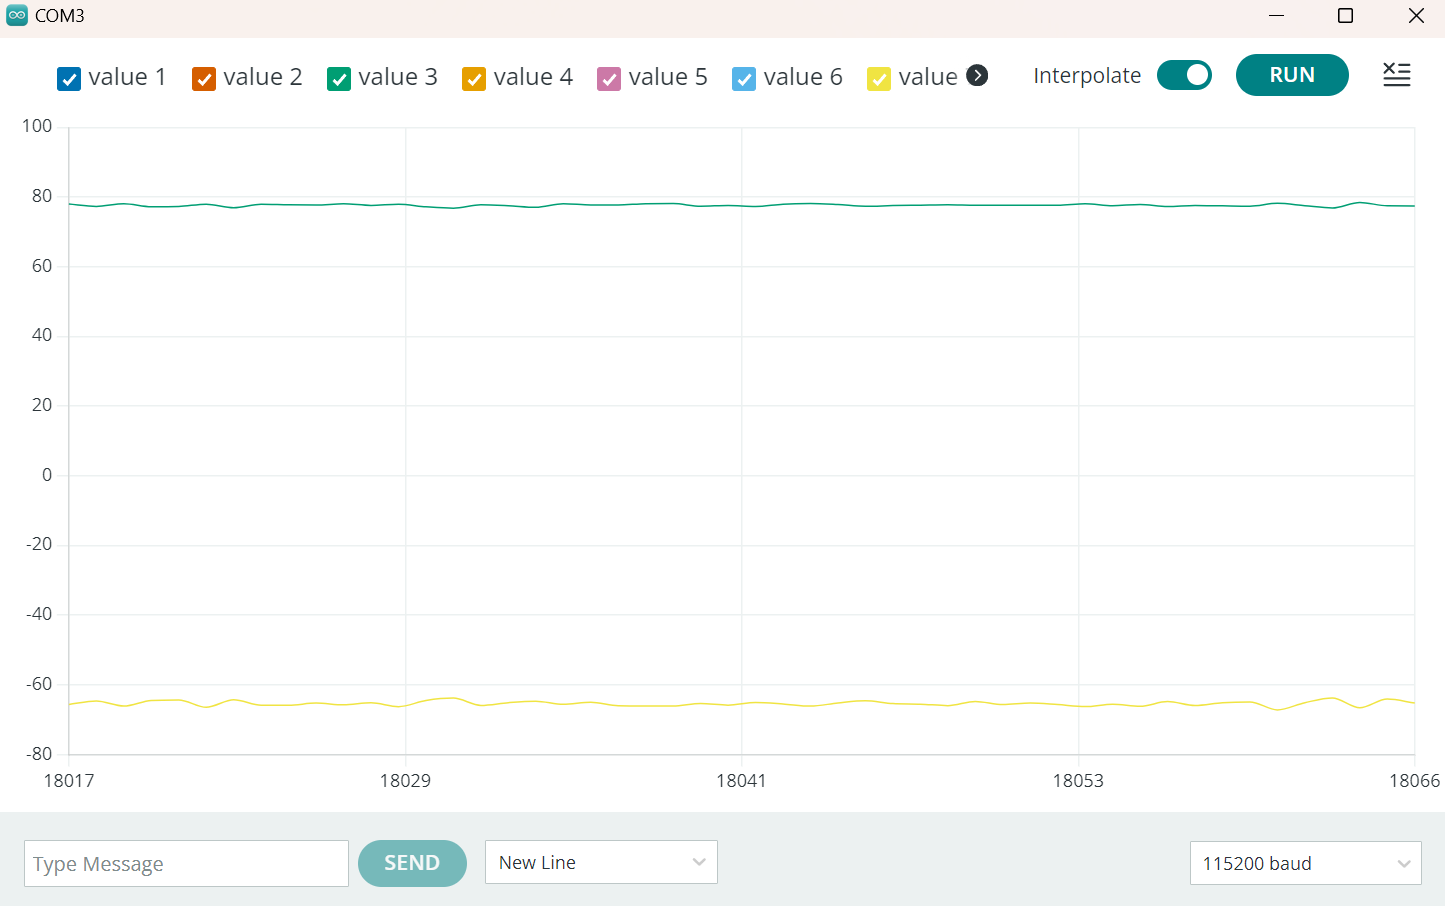 COM3
value 1 value 2 value 3 value 4 value 5 value 6 value Interpolate RUN
100
80
60
40
20
0
-20
-40
-60
-80
18017 18029 18041 18053 18066
Type Message SEND New Line 115200 baud